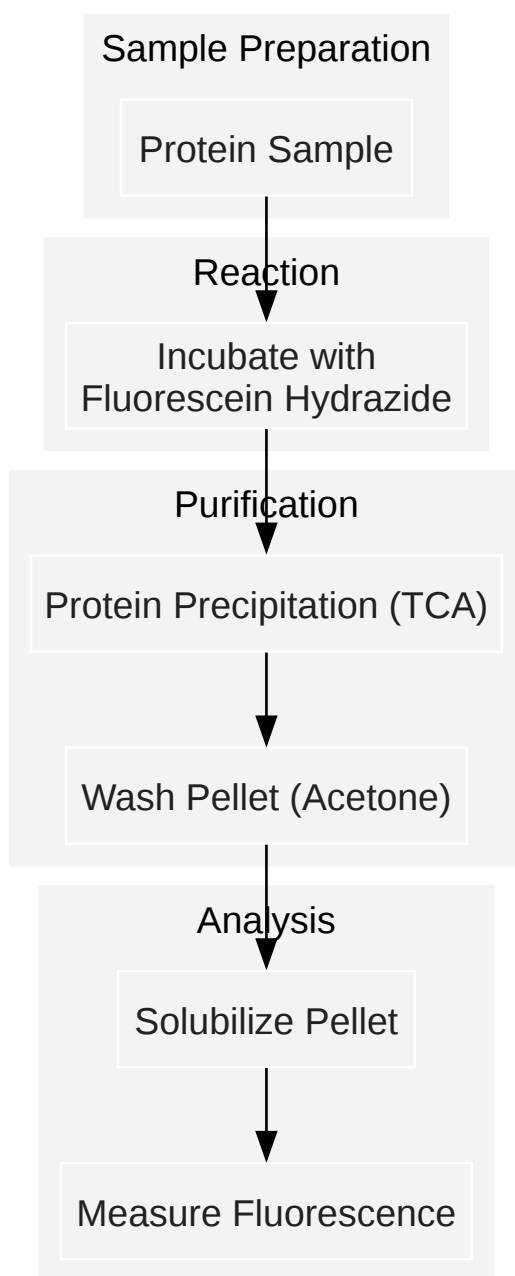 Sample Preparation
Protein Sample
Reaction
Incubate with
Fluorescein Hydrazide
Purification
Protein Precipitation (TCA)
Wash Pellet (Acetone)
Analysis
Solubilize Pellet
Measure Fluorescence